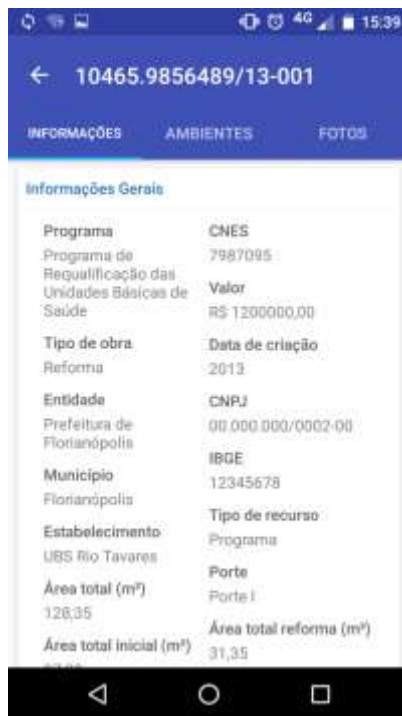 4G 15:39
10465.9856489/13-001
INFORMAÇÕES AMBIENTES FOTOS
Informações Gerais
Programa
Programa de
Requalificação das
Unidades Básicas de
Saúde
Tipo de obra
Reforma
Entidade
Prefeitura de
Florianópolis
Município
Florianópolis
Estabelecimento
UBS Rio Tavares
Área total (m²)
128,35
Área total inicial (m²)
CNES
7987095
Valor
R$ 1200000,00
Data de criação
2013
CNPJ
00.000.000/0002-00
IBGE
12345678
Tipo de recurso
Programa
Porte
Porte I
Área total reforma (m²)
31,35